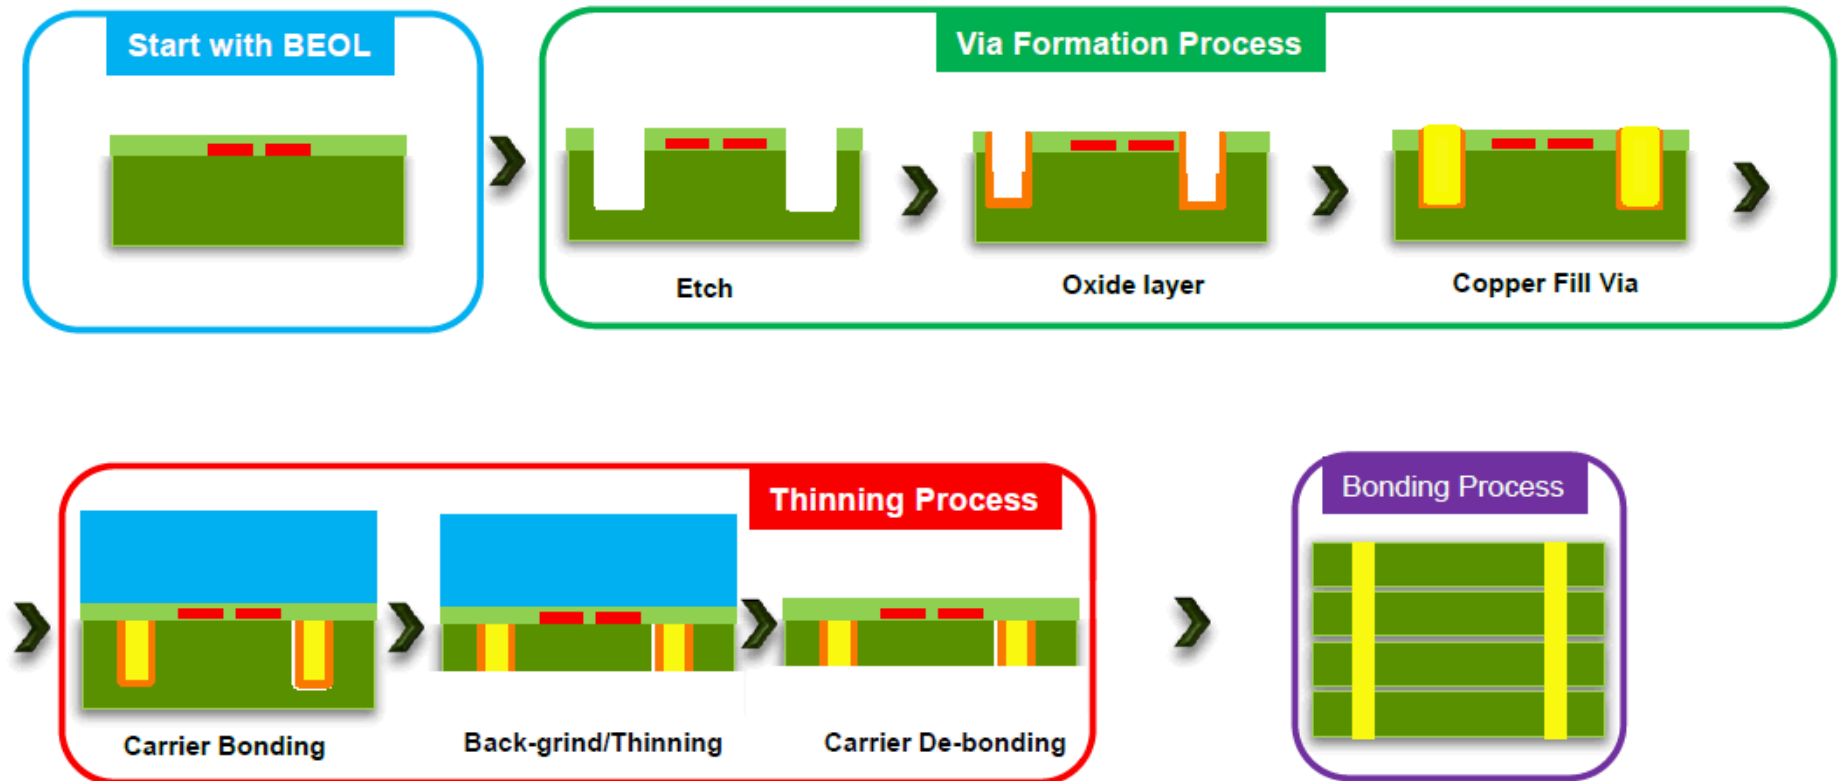 Start with BEOL
Via Formation Process
Etch
Oxide layer
Copper Fill Via
Thinning Process
Carrier Bonding
Back-grind/Thinning
Carrier De-bonding
Bonding Process